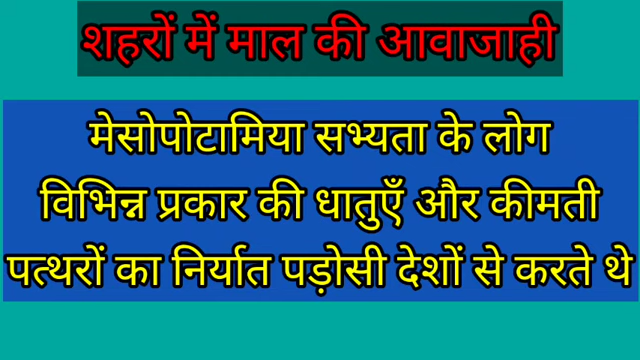 शहरों में माल की आवाजाही
मेसोपोटामिया सभ्यता के लोग
विभिन्न प्रकार की धातुएँ और कीमती
पत्थरों का निर्यात पड़ोसी देशों से करते थे